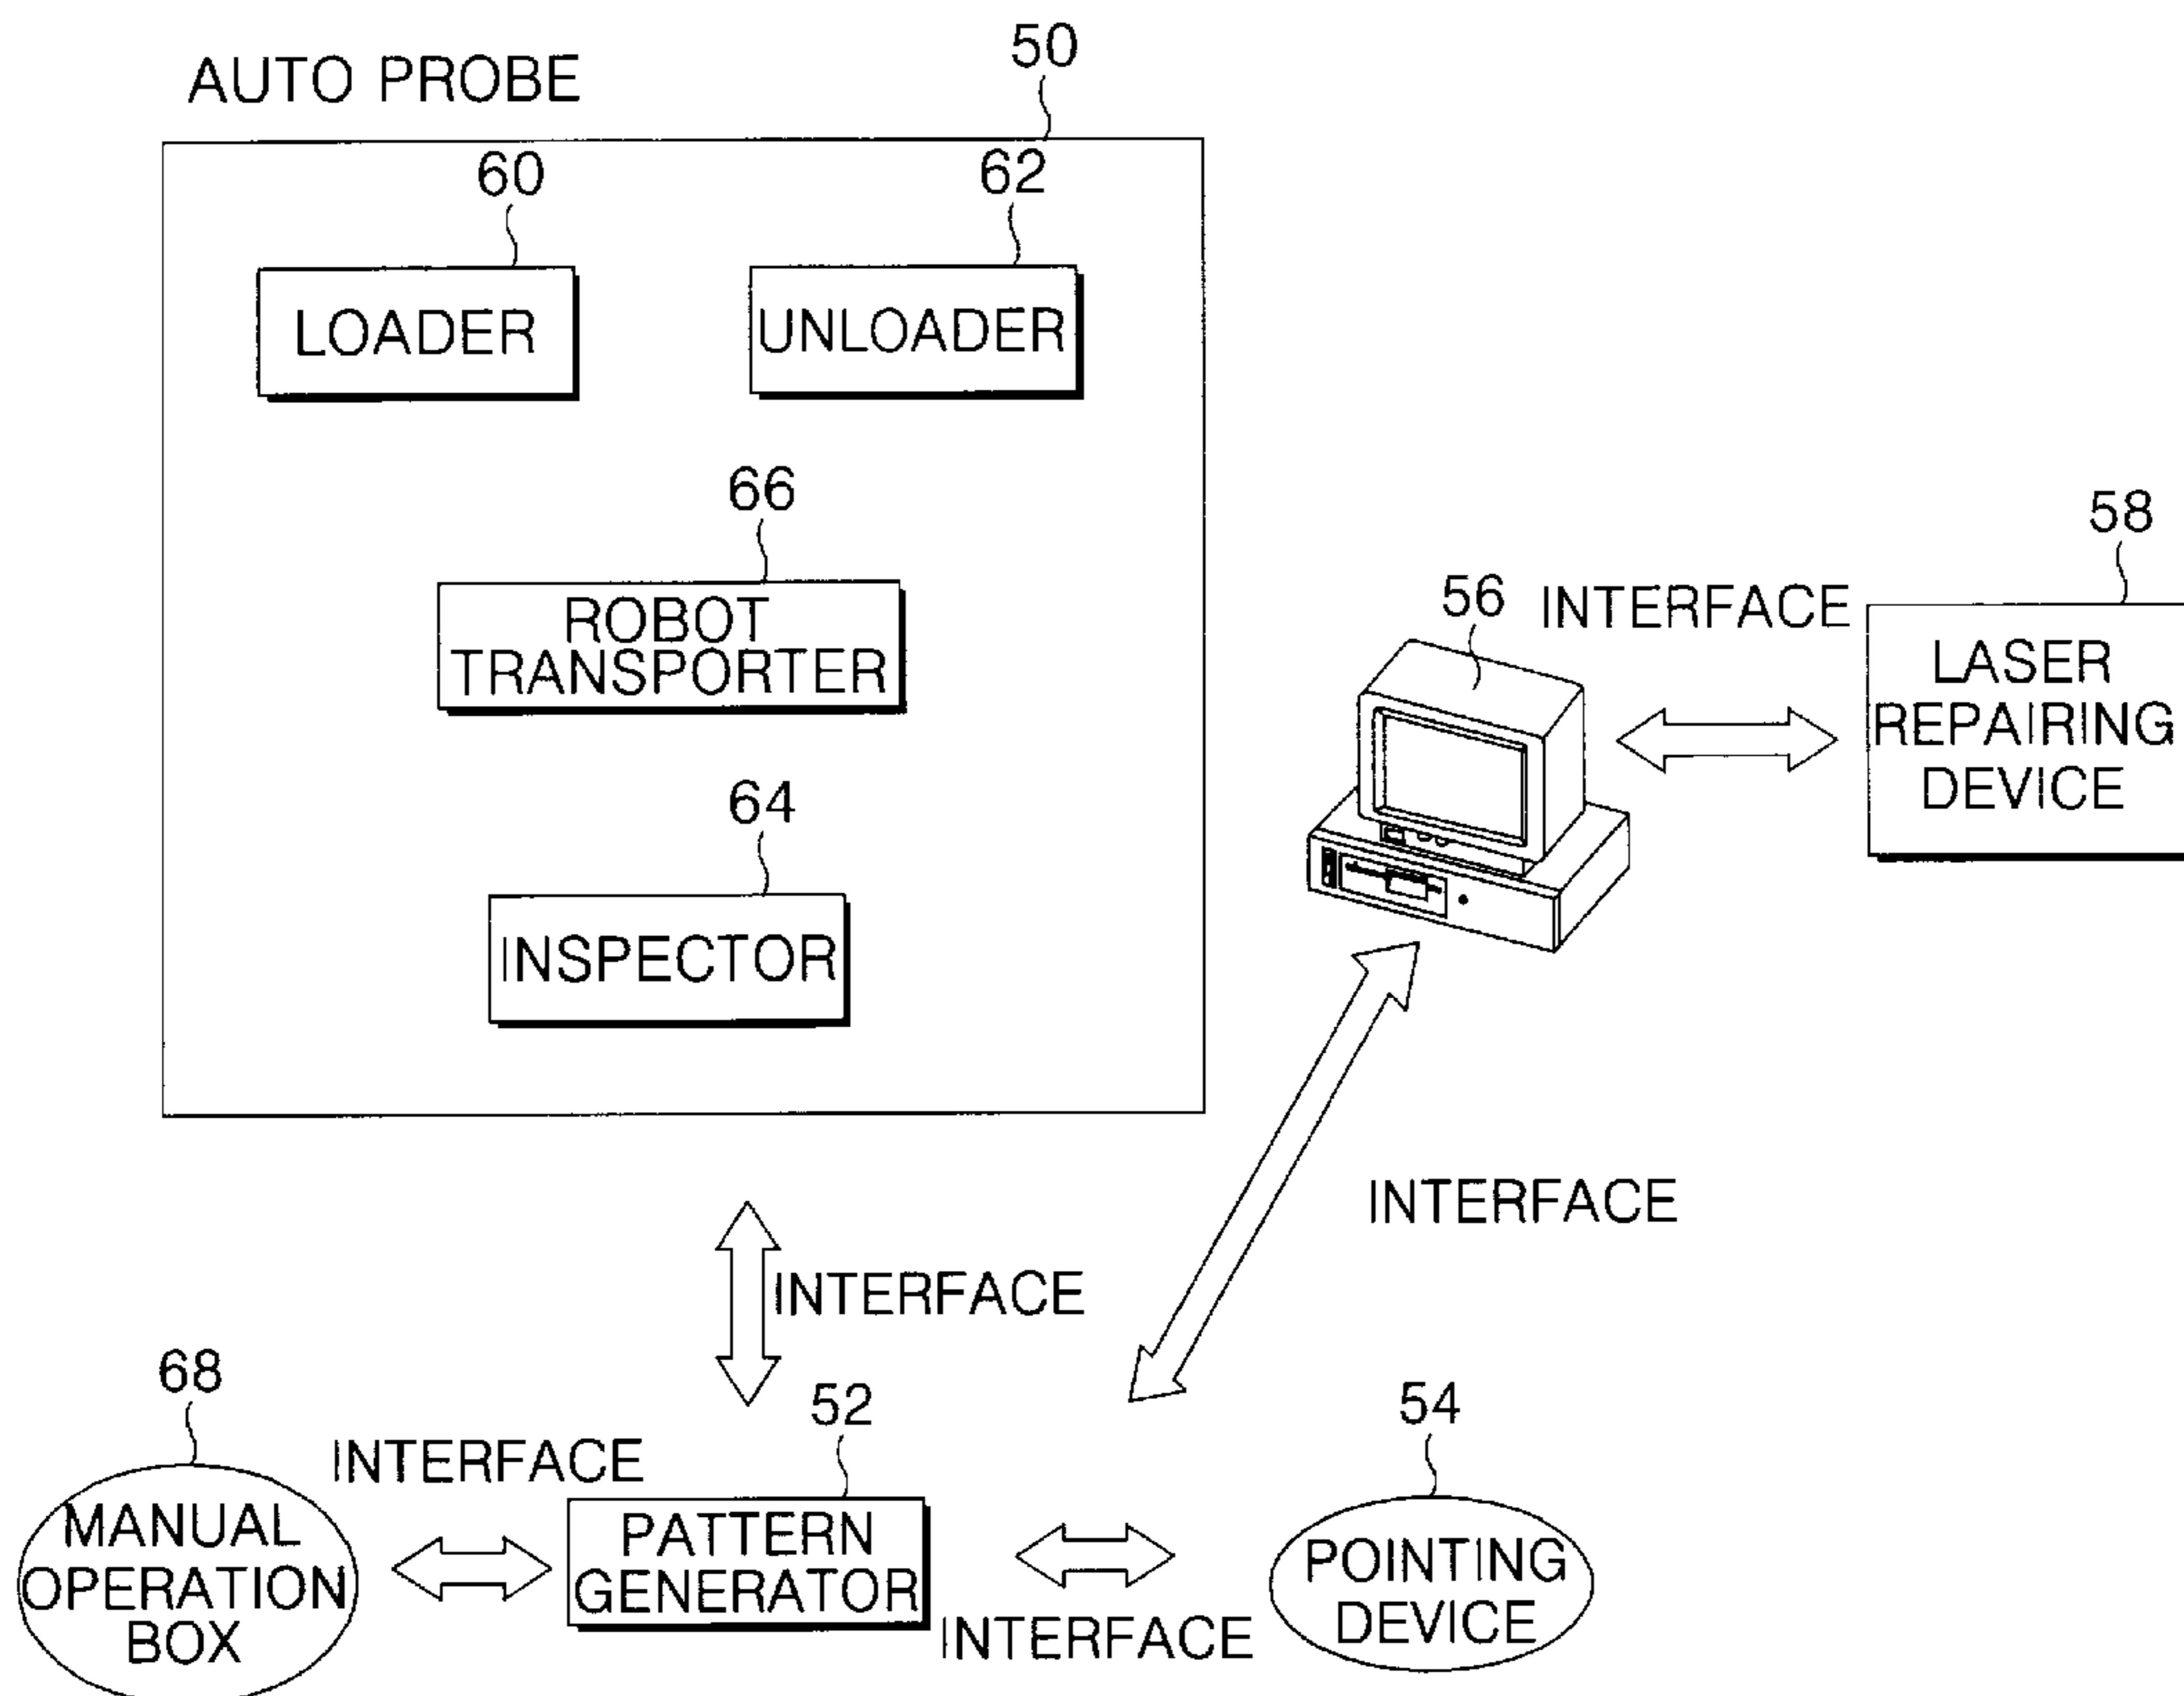 AUTO PROBE
50
60
62
LOADER
UNLOADER
66
ROBOT
TRANSPORTER
64
INSPECTOR
56
INTERFACE
58
LASER
REPAIRING
DEVICE
INTERFACE
INTERFACE
68
MANUAL
OPERATION
BOX
INTERFACE
52
PATTERN
GENERATOR
INTERFACE
54
POINTING
DEVICE